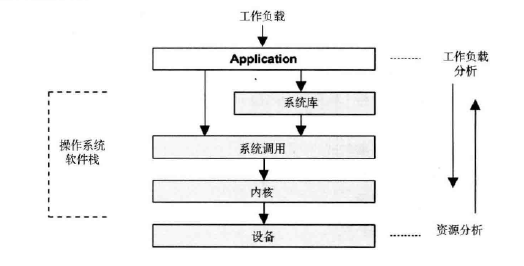 工作负载
Application
工作负载
分析
系统库
操作系统
软件栈
系统调用
内核
设备
资源分析